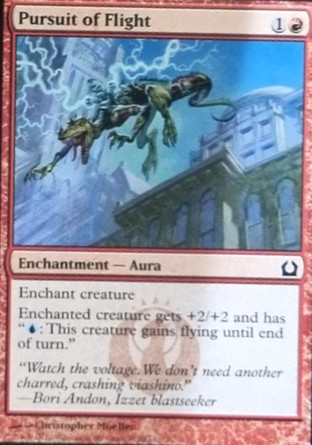 Pursuit of Flight 1
Enchantment — Aura
Enchant creature
Enchanted creature gets +2/+2 and has
“ : This creature gains flying until end
of turn.”
“Watch the voltage. We don't need another
charred, crashing viashino.”
—Bori Andon, Izzet blastseeker
Christopher Moeller